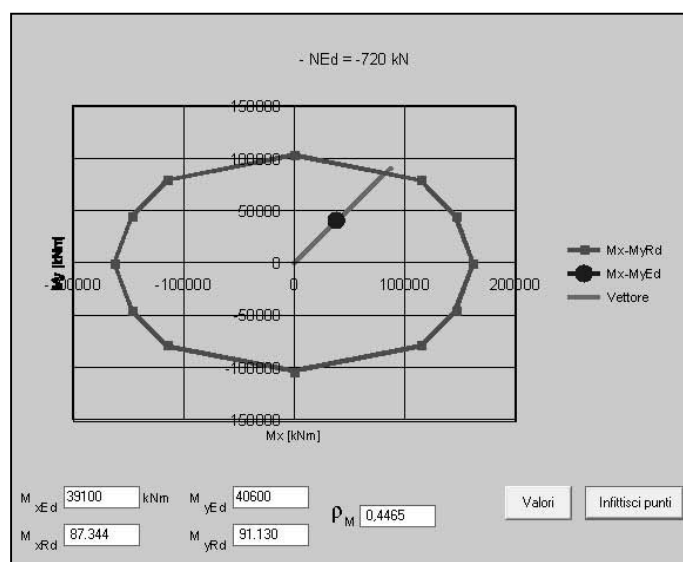 - NEd = -720 kN
150000
100000
50000
0
-50000
-100000
-150000
-100000
0
100000
200000
My [kNm]
Mx [kNm]
Mx-MyRd
Mx-MyEd
Vettore
M xEd 39100 kNm M yEd 40600
M xRd 87.344 M yRd 91.130
ρM 0,4465
Valori
Infittisci punti